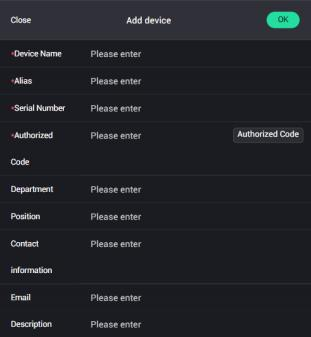 Close Add device OK
*Device Name Please enter
*Alias Please enter
*Serial Number Please enter
*Authorized Please enter Authorized Code
Code
Department Please enter
Position Please enter
Contact Please enter
information
Email Please enter
Description Please enter